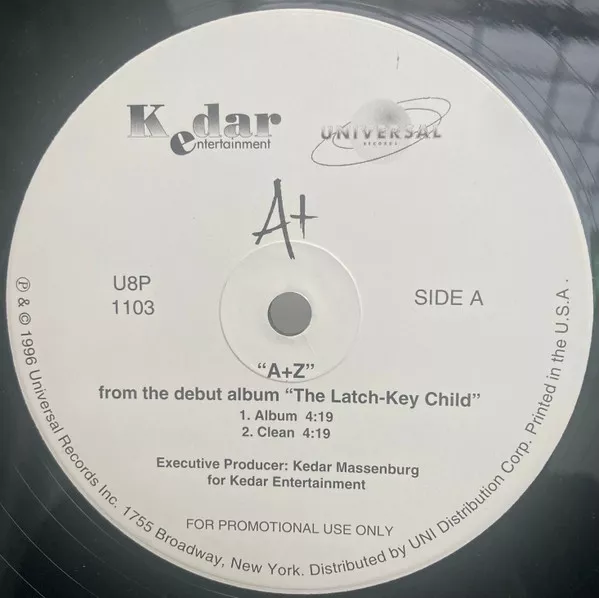 Kedar
Entertainment
UNIVERSAL
RECORDS
A+
U8P
1103
SIDE A
"A+Z"
from the debut album "The Latch-Key Child"
1. Album 4:19
2. Clean 4:19
Executive Producer: Kedar Massenburg
for Kedar Entertainment
FOR PROMOTIONAL USE ONLY
℗ & © 1996 Universal Records Inc. 1755 Broadway, New York. Distributed by UNI Distribution Corp. Printed in the U.S.A.